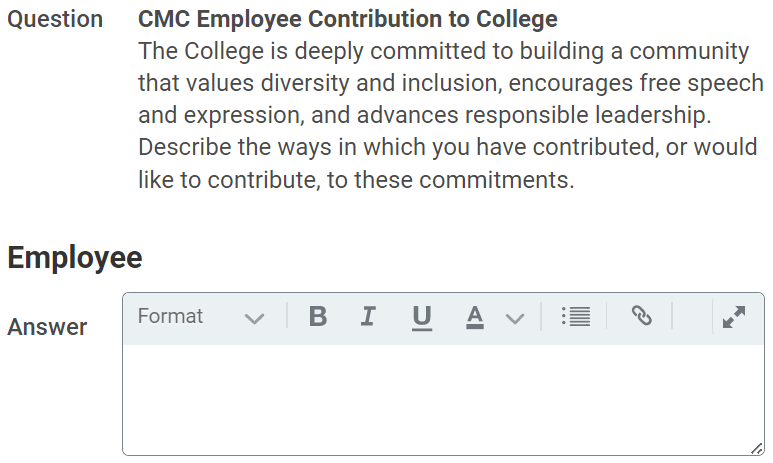 Question CMC Employee Contribution to College
The College is deeply committed to building a community
that values diversity and inclusion, encourages free speech
and expression, and advances responsible leadership.
Describe the ways in which you have contributed, or would
like to contribute, to these commitments.
Employee
Answer Format B I U A